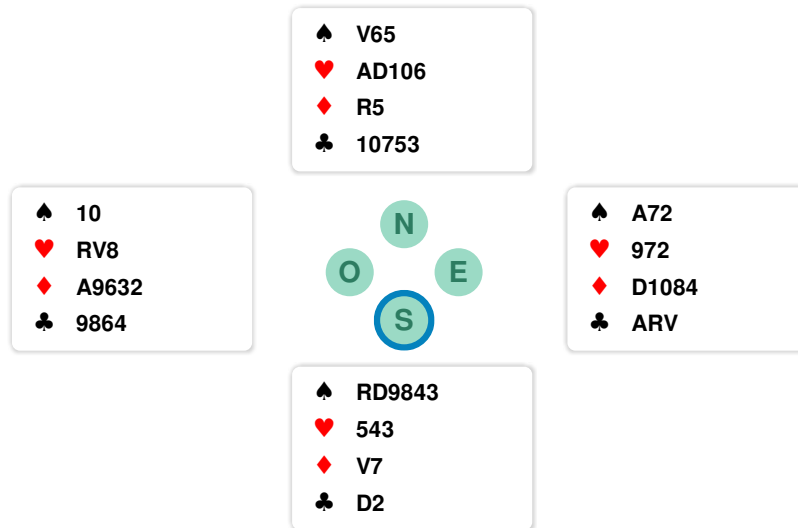 ♠ V65
♥ AD106
♦ R5
♣ 10753
♠ 10
♥ RV8
♦ A9632
♣ 9864
N
O E
S
♠ A72
♥ 972
♦ D1084
♣ ARV
♠ RD9843
♥ 543
♦ V7
♣ D2